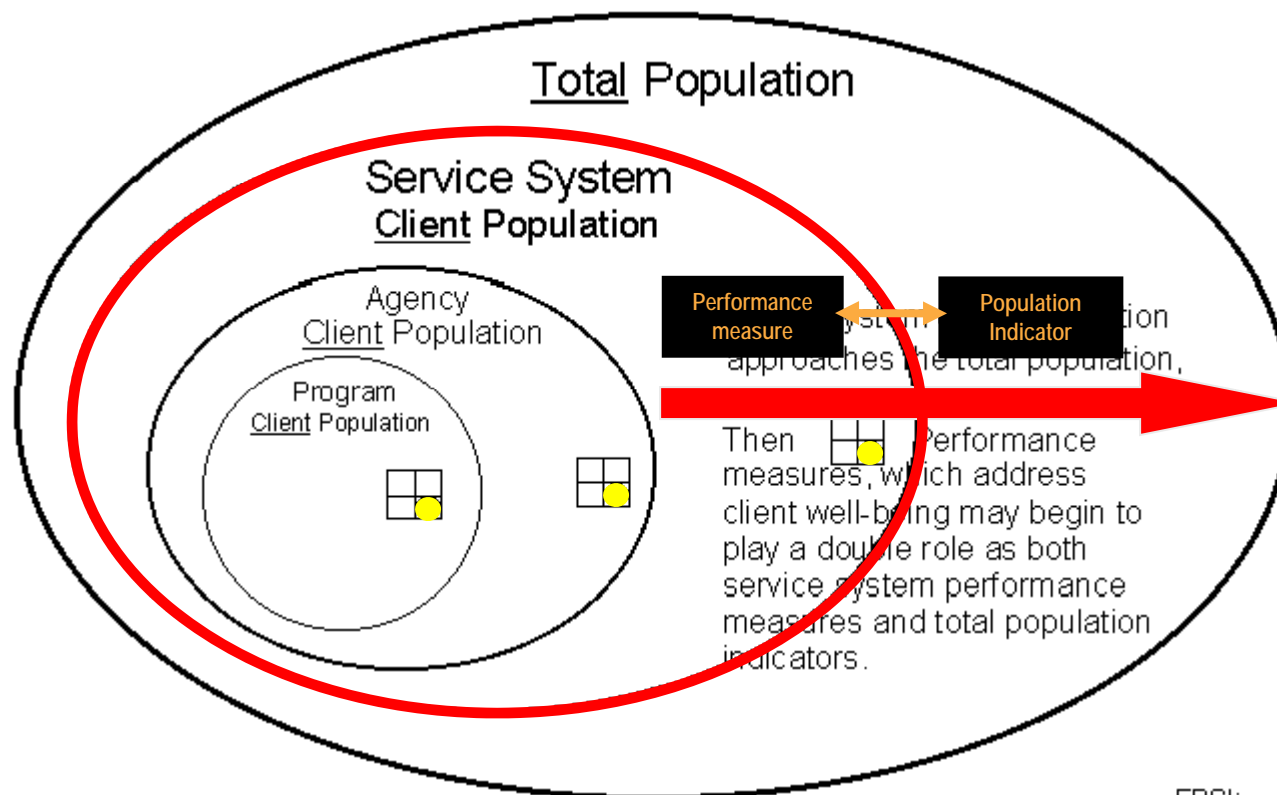 Total Population
Service System
Client Population
Agency
Client Population
Program
Client Population
Performance
measure
Population
Indicator
approaches the total population,
Then Performance
measures, which address
client well-being may begin to
play a double role as both
service system performance
measures and total population
indicators.